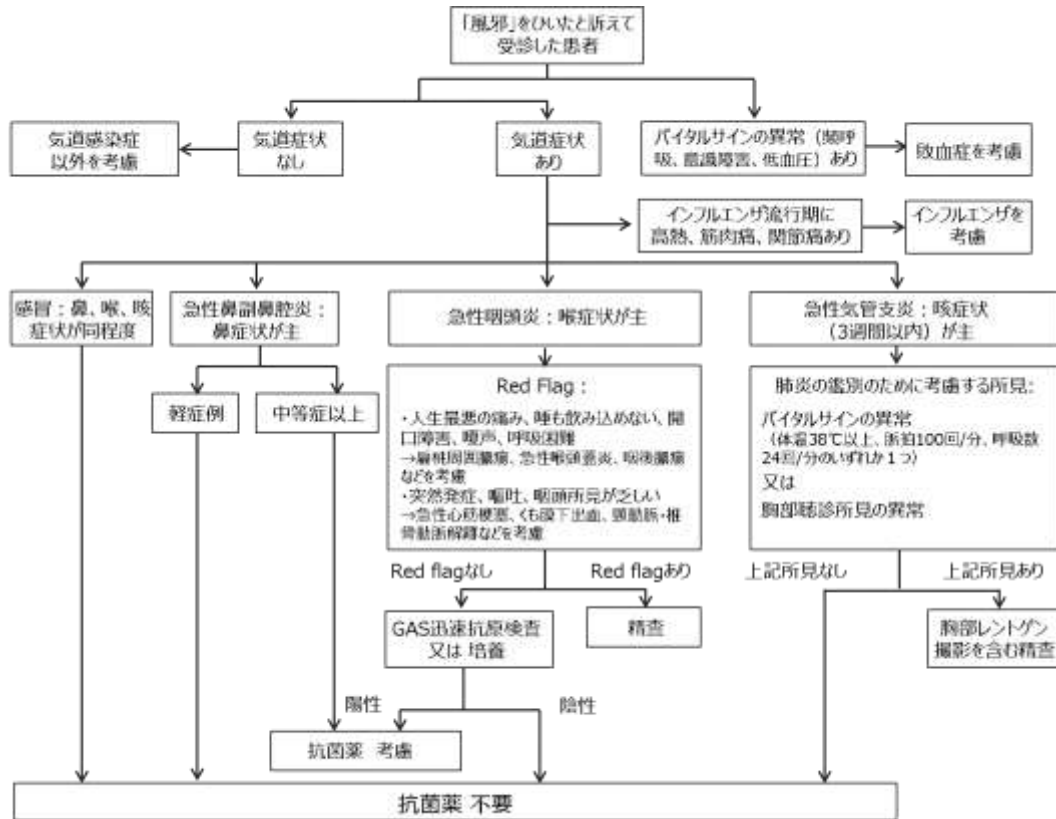 「風邪」をひいたと訴えて
受診した患者
気道感染症
以外を考慮
気道症状
なし
気道症状
あり
バイタルサインの異常（頻呼
吸、意識障害、低血圧）あり
敗血症を考慮
インフルエンザ流行期に
高熱、筋肉痛、関節痛あり
インフルエンザを
考慮
感冒：鼻、喉、咳
症状が同程度
急性鼻副鼻腔炎：
鼻症状が主
急性咽頭炎：喉症状が主
急性気管支炎：咳症状
（3週間以内）が主
軽症例
中等症以上
Red Flag：
・人生最悪の痛み、唾も飲み込めない、開
口障害、嗄声、呼吸困難
→扁桃周囲膿瘍、急性喉頭蓋炎、咽後膿瘍
などを考慮
・突然発症、嘔吐、咽頭所見が乏しい
→急性心筋梗塞、くも膜下出血、頸動脈・椎
骨動脈解離などを考慮
肺炎の鑑別のために考慮する所見：
バイタルサインの異常
（体温38℃以上、脈拍100回/分、呼吸数
24回/分のいずれか１つ）
又は
胸部聴診所見の異常
Red flagなし
Red flagあり
上記所見なし
上記所見あり
GAS迅速抗原検査
又は 培養
精査
胸部レントゲン
撮影を含む精査
陽性
陰性
抗菌薬 考慮
抗菌薬 不要